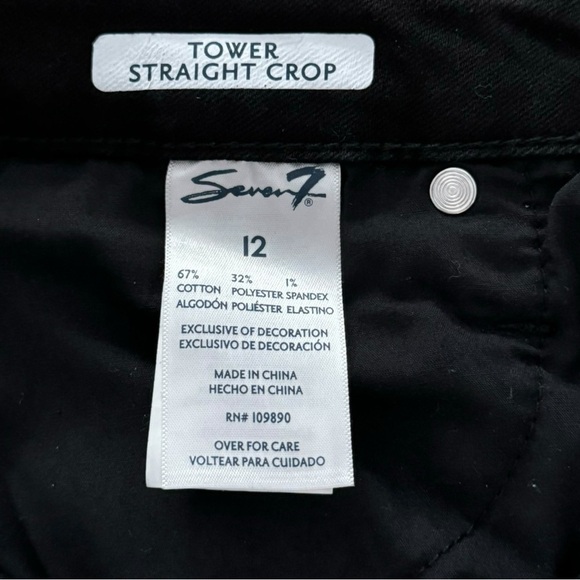 TOWER
STRAIGHT CROP
Seven7®
12
67% 32% 1%
COTTON POLYESTER SPANDEX
ALGODÓN POLIÉSTER ELASTINO
EXCLUSIVE OF DECORATION
EXCLUSIVO DE DECORACIÓN
MADE IN CHINA
HECHO EN CHINA
RN# 109890
OVER FOR CARE
VOLTEAR PARA CUIDADO